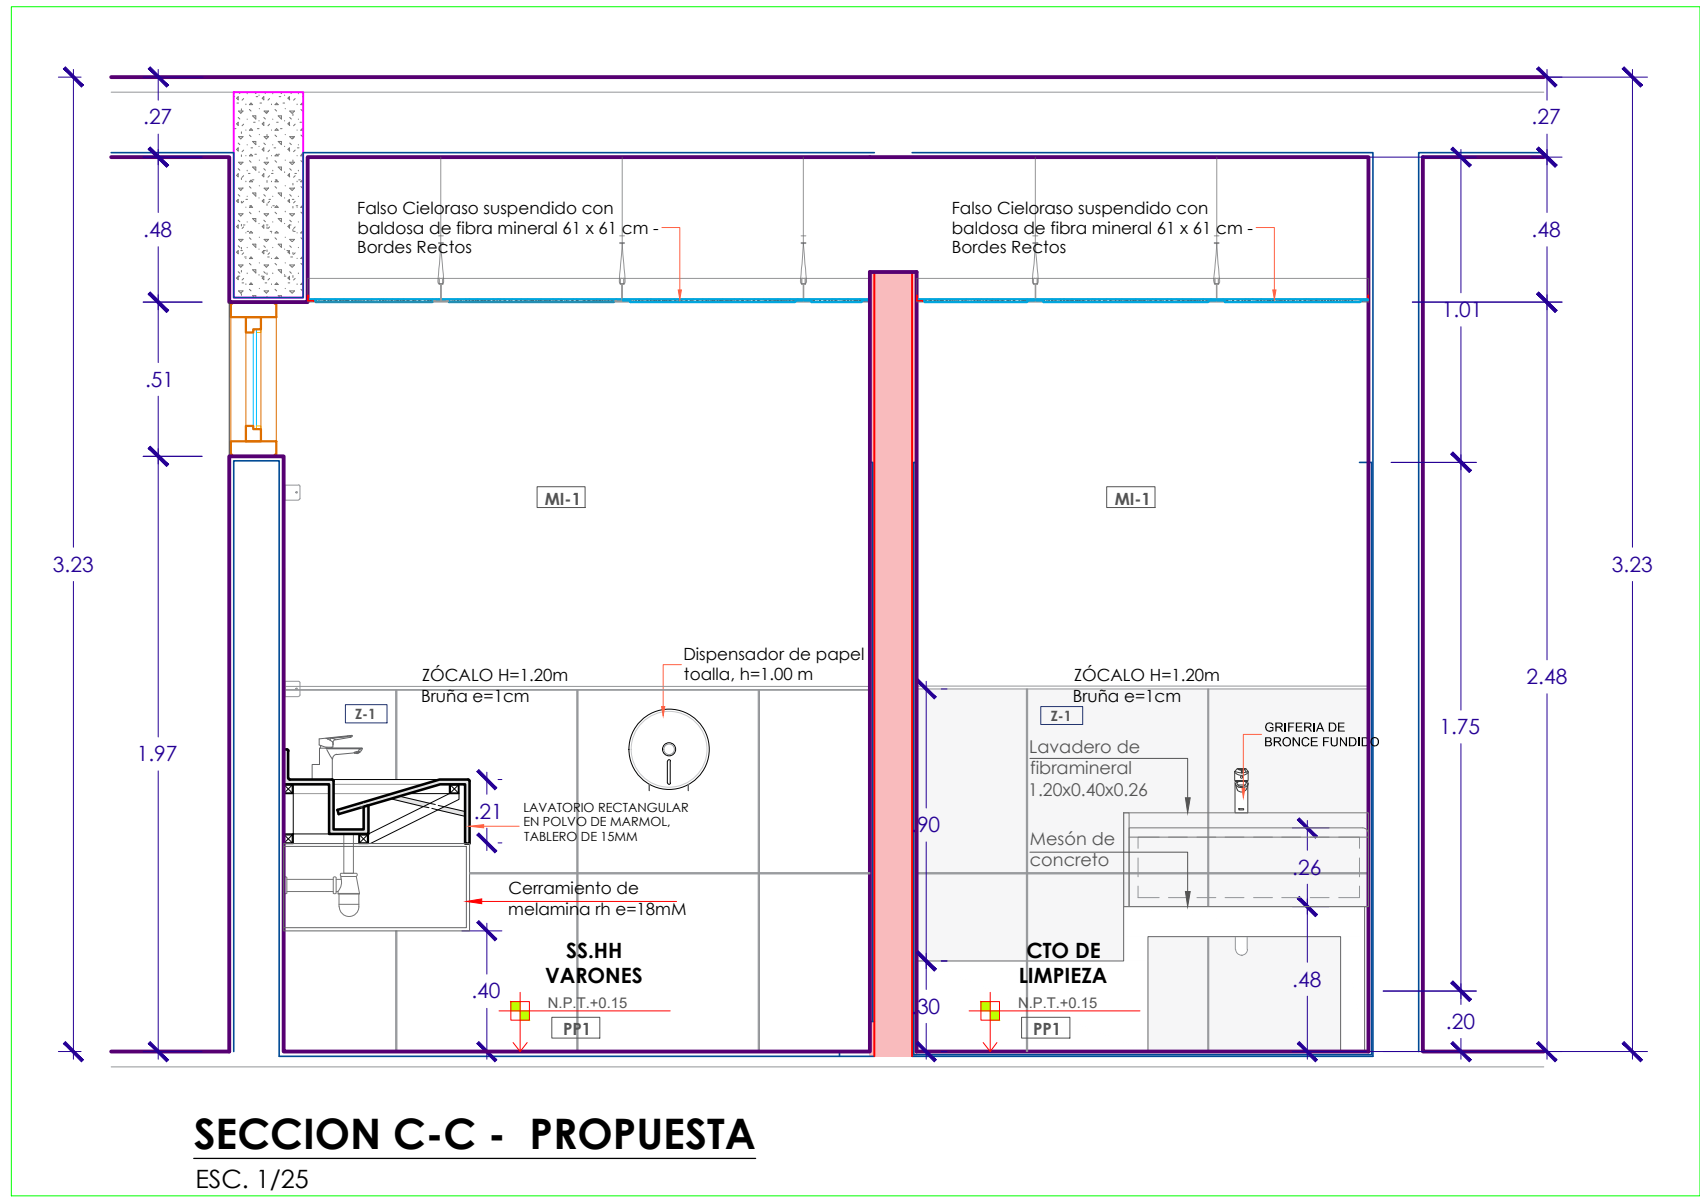 .27
.27
.48
Falso Cieloraso suspendido con
baldosa de fibra mineral 61 x 61 cm -
Bordes Rectos
Falso Cieloraso suspendido con
baldosa de fibra mineral 61 x 61 cm -
Bordes Rectos
.48
1.01
.51
MI-1
MI-1
3.23
3.23
ZÓCALO H=1.20m
Bruña e=1cm
Dispensador de papel
toalla, h=1.00 m
ZÓCALO H=1.20m
Bruña e=1cm
2.48
Z-1
Z-1
GRIFERIA DE
BRONCE FUNDIDO
1.75
1.97
Lavadero de
fibramineral
1.20x0.40x0.26
.21
LAVATORIO RECTANGULAR
EN POLVO DE MARMOL,
TABLERO DE 15MM
.90
Mesón de
concreto
.26
Cerramiento de
melamina rh e=18mM
SS.HH
VARONES
CTO DE
LIMPIEZA
.40
.48
N.P.T.+0.15
PP1
.30
N.P.T.+0.15
PP1
.20
SECCION C-C - PROPUESTA
ESC. 1/25